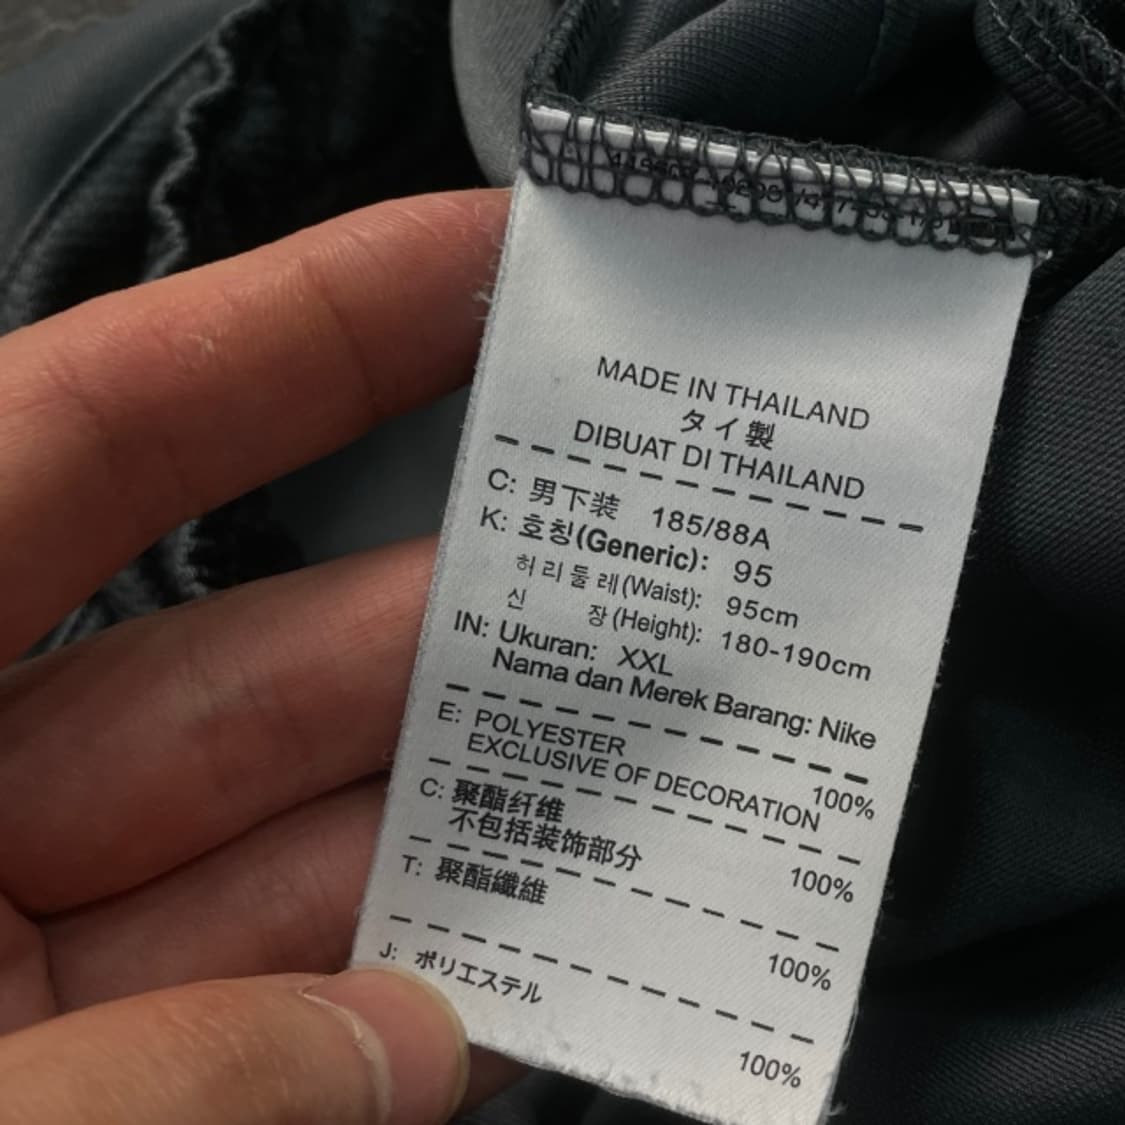 MADE IN THAILAND
タイ製
DIBUAT DI THAILAND
C: 男下装 185/88A
K: 호칭(Generic): 95
허리둘레(Waist): 95cm
신 장(Height): 180-190cm
IN: Ukuran: XXL
Nama dan Merek Barang: Nike
E: POLYESTER 100%
EXCLUSIVE OF DECORATION
C: 聚酯纤维 100%
不包括装饰部分
T: 聚酯纖維 100%
J: ポリエステル 100%